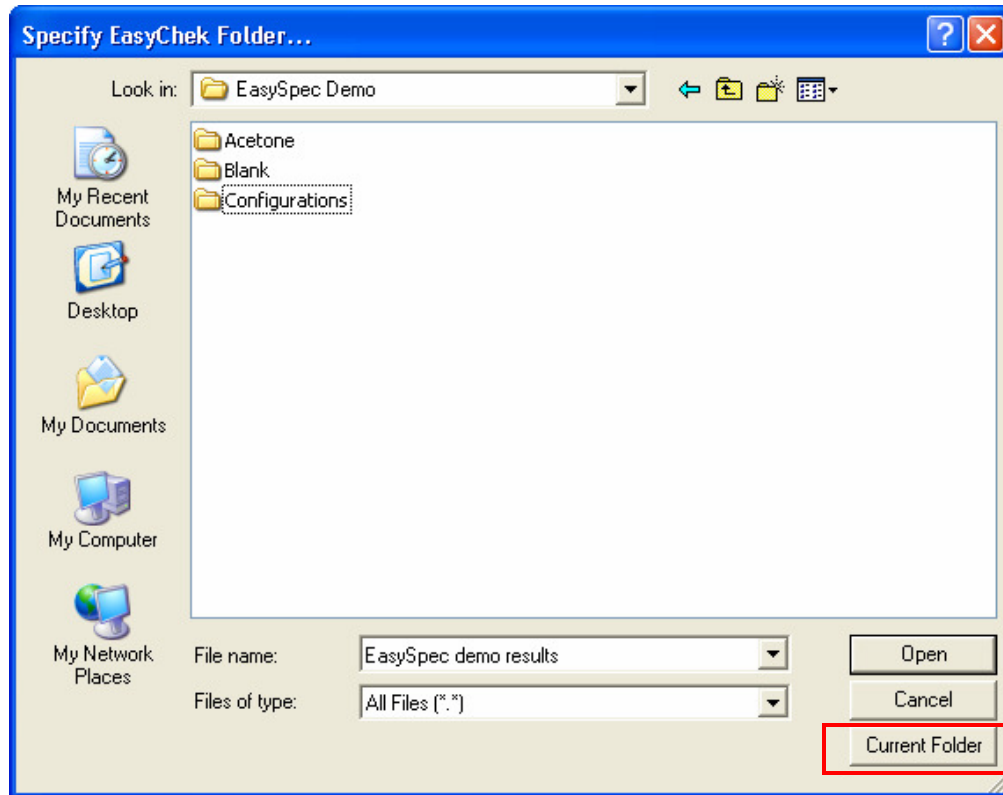 Specify EasyChek Folder...
Look in:
EasySpec Demo
Acetone
Blank
Configurations
My Recent
Documents
Desktop
My Documents
My Computer
My Network
Places
File name:
EasySpec demo results
Open
Files of type:
All Files (*.*)
Cancel
Current Folder